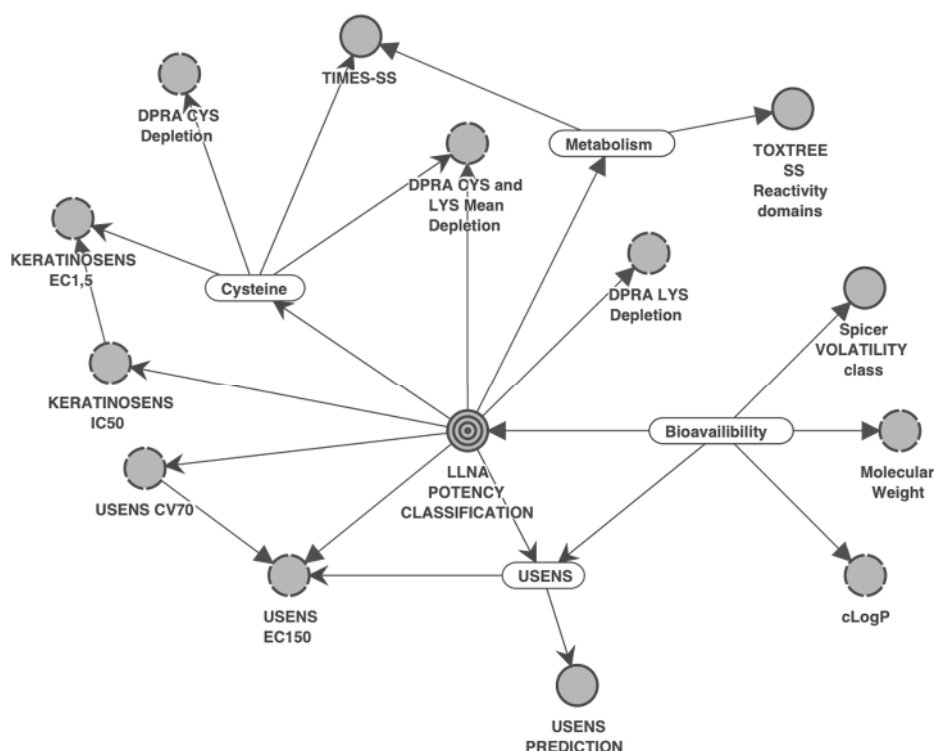 TIMES-SS
DPRA CYS
Depletion
Metabolism
TOXTREE
SS
Reactivity
domains
DPRA CYS and
LYS Mean
Depletion
KERATINOSENS
EC1,5
Cysteine
DPRA LYS
Depletion
Spicer
VOLATILITY
class
KERATINOSENS
IC50
Bioavailibility
LLNA
POTENCY
CLASSIFICATION
Molecular
Weight
USENS CV70
USENS
USENS
EC150
cLogP
USENS
PREDICTION